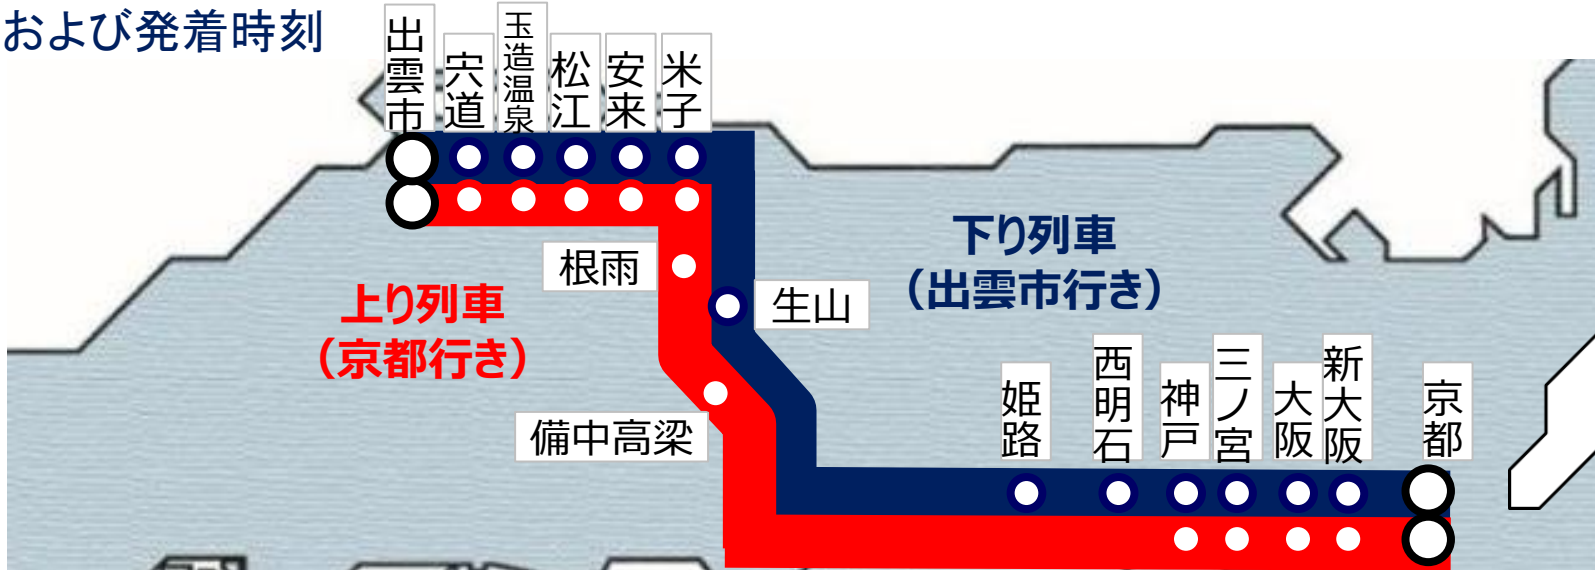 および発着時刻
出雲市
宍道
玉造温泉
松江
安来
米子
根雨
生山
下り列車
（出雲市行き）
上り列車
（京都行き）
備中高梁
姫路
西明石
神戸
三ノ宮
大阪
新大阪
京都